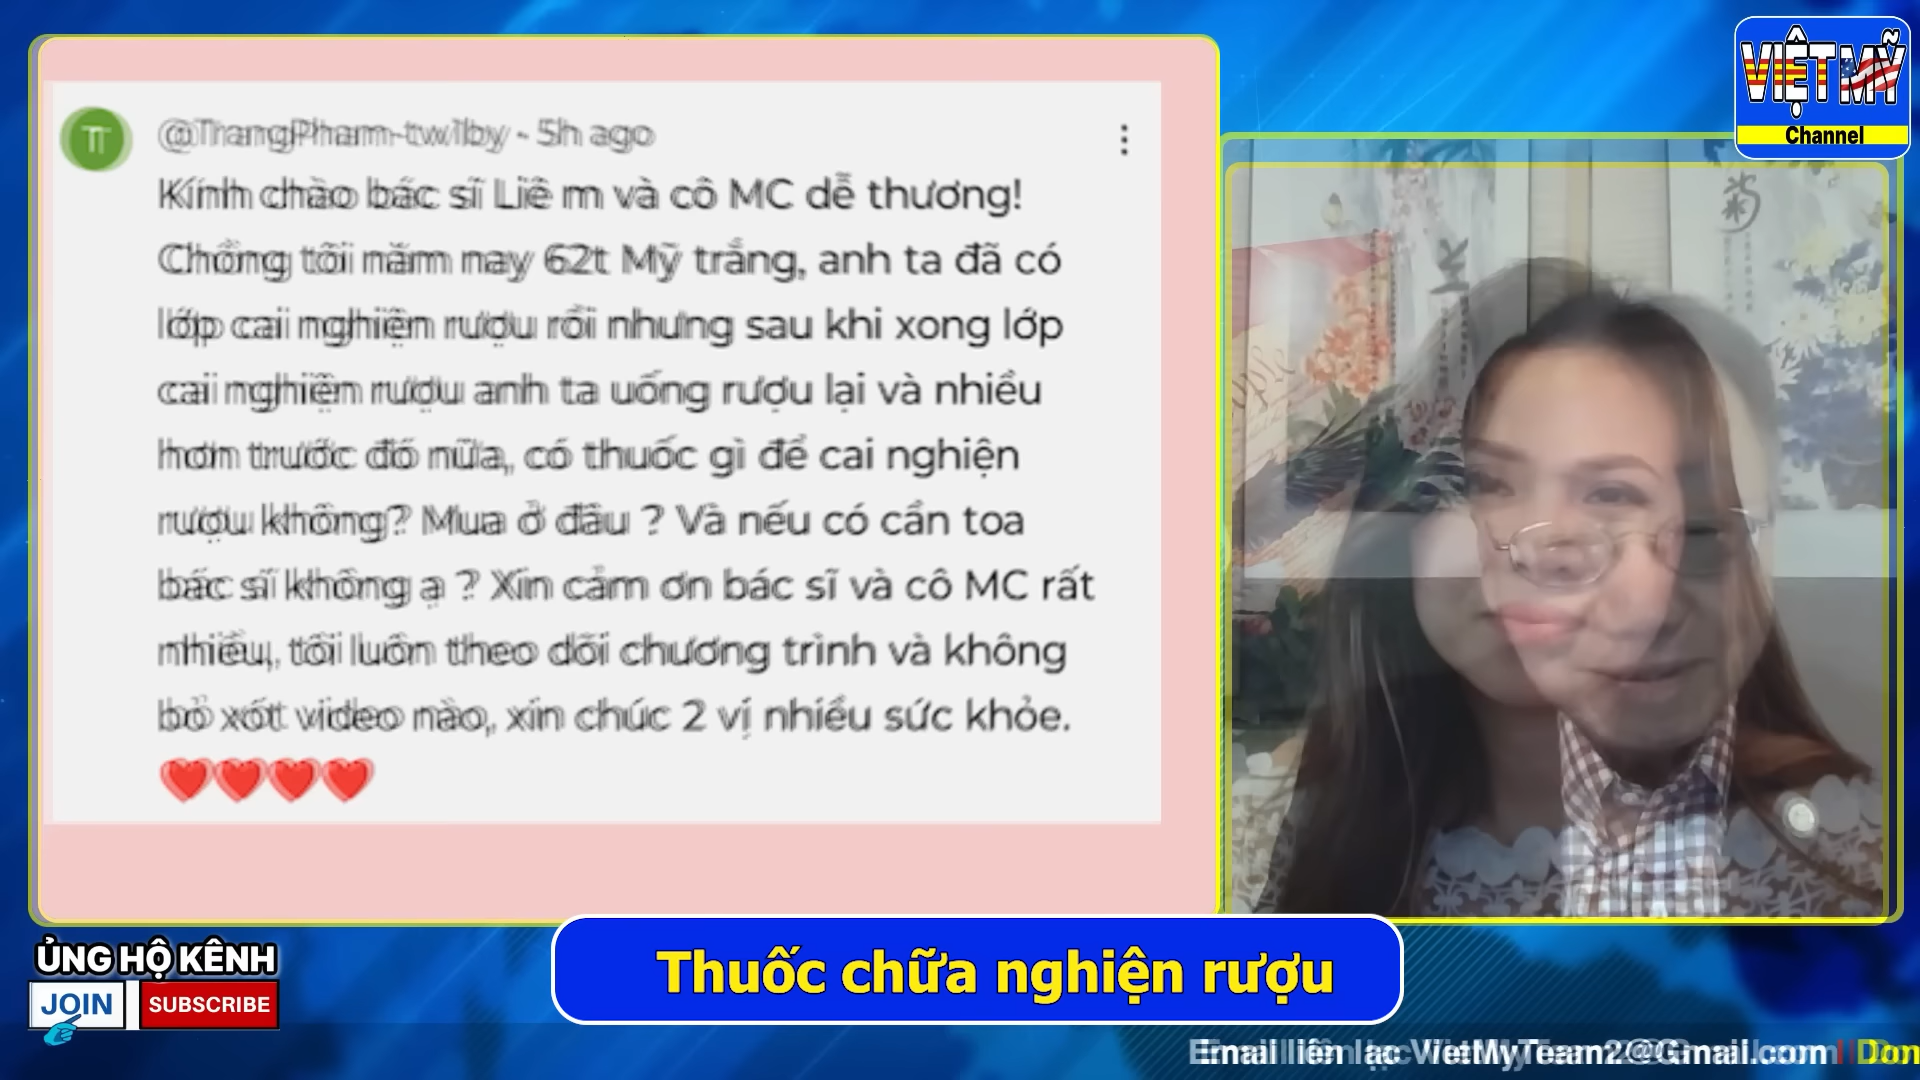 VIỆT MỸ
Channel
T
@TrangPham-tw1by - 5h ago
Kính chào bác sĩ Liêm và cô MC dễ thương!
Chồng tôi năm nay 62t Mỹ trắng, anh ta đã có
lớp cai nghiện rượu rồi nhưng sau khi xong lớp
cai nghiện rượu anh ta uống rượu lại và nhiều
hơn trước đó nữa, có thuốc gì để cai nghiện
rượu không? Mua ở đâu ? Và nếu có cần toa
bác sĩ không ạ ? Xin cảm ơn bác sĩ và cô MC rất
nhiều, tôi luôn theo dõi chương trình và không
bỏ xót video nào, xin chúc 2 vị nhiều sức khỏe.
❤️❤️❤️❤️
菊
兰
ỦNG HỘ KÊNH
JOIN
SUBSCRIBE
Thuốc chữa nghiện rượu
Email liên lạc VietMyTeam2@Gmail.com || Don